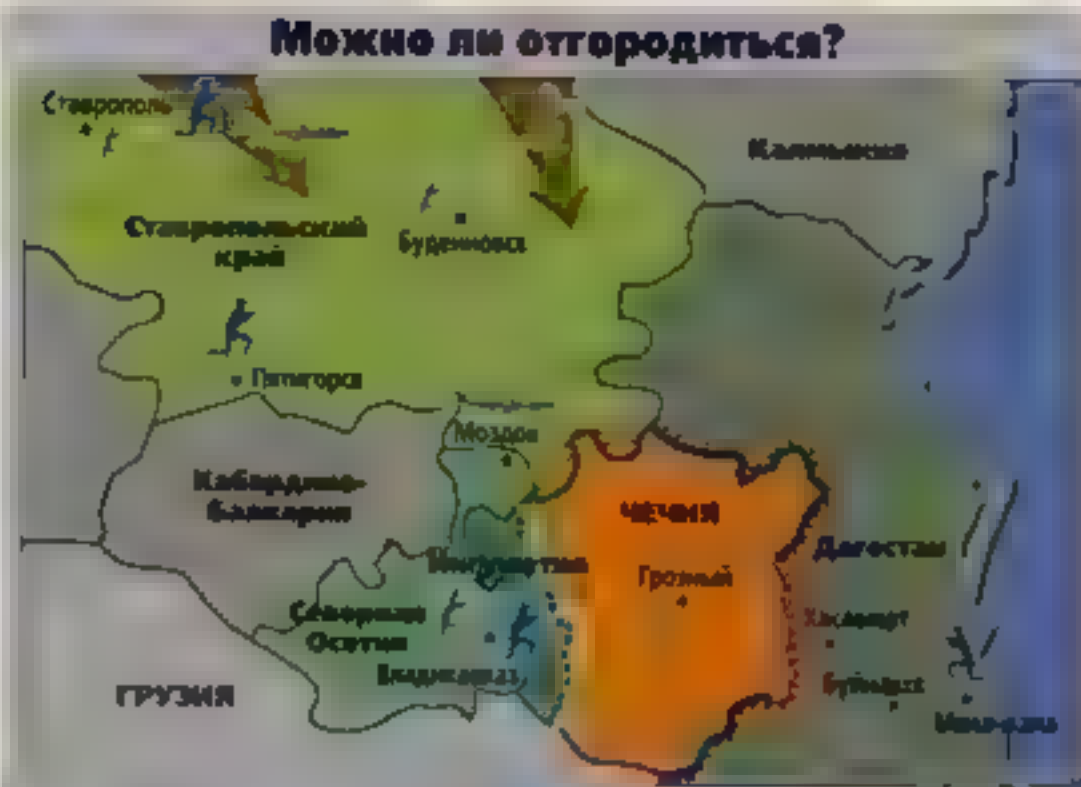 Можно ли отгородиться?
Ставрополь
Калмыкия
Ставропольский
край
Буденновск
Пятигорск
Моздок
Кабардино-
Балкария
ЧЕЧНЯ
Дагестан
Ингушетия
Грозный
Северная
Осетия
Хасавюрт
Владикавказ
Буйнакск
ГРУЗИЯ
Махачкала